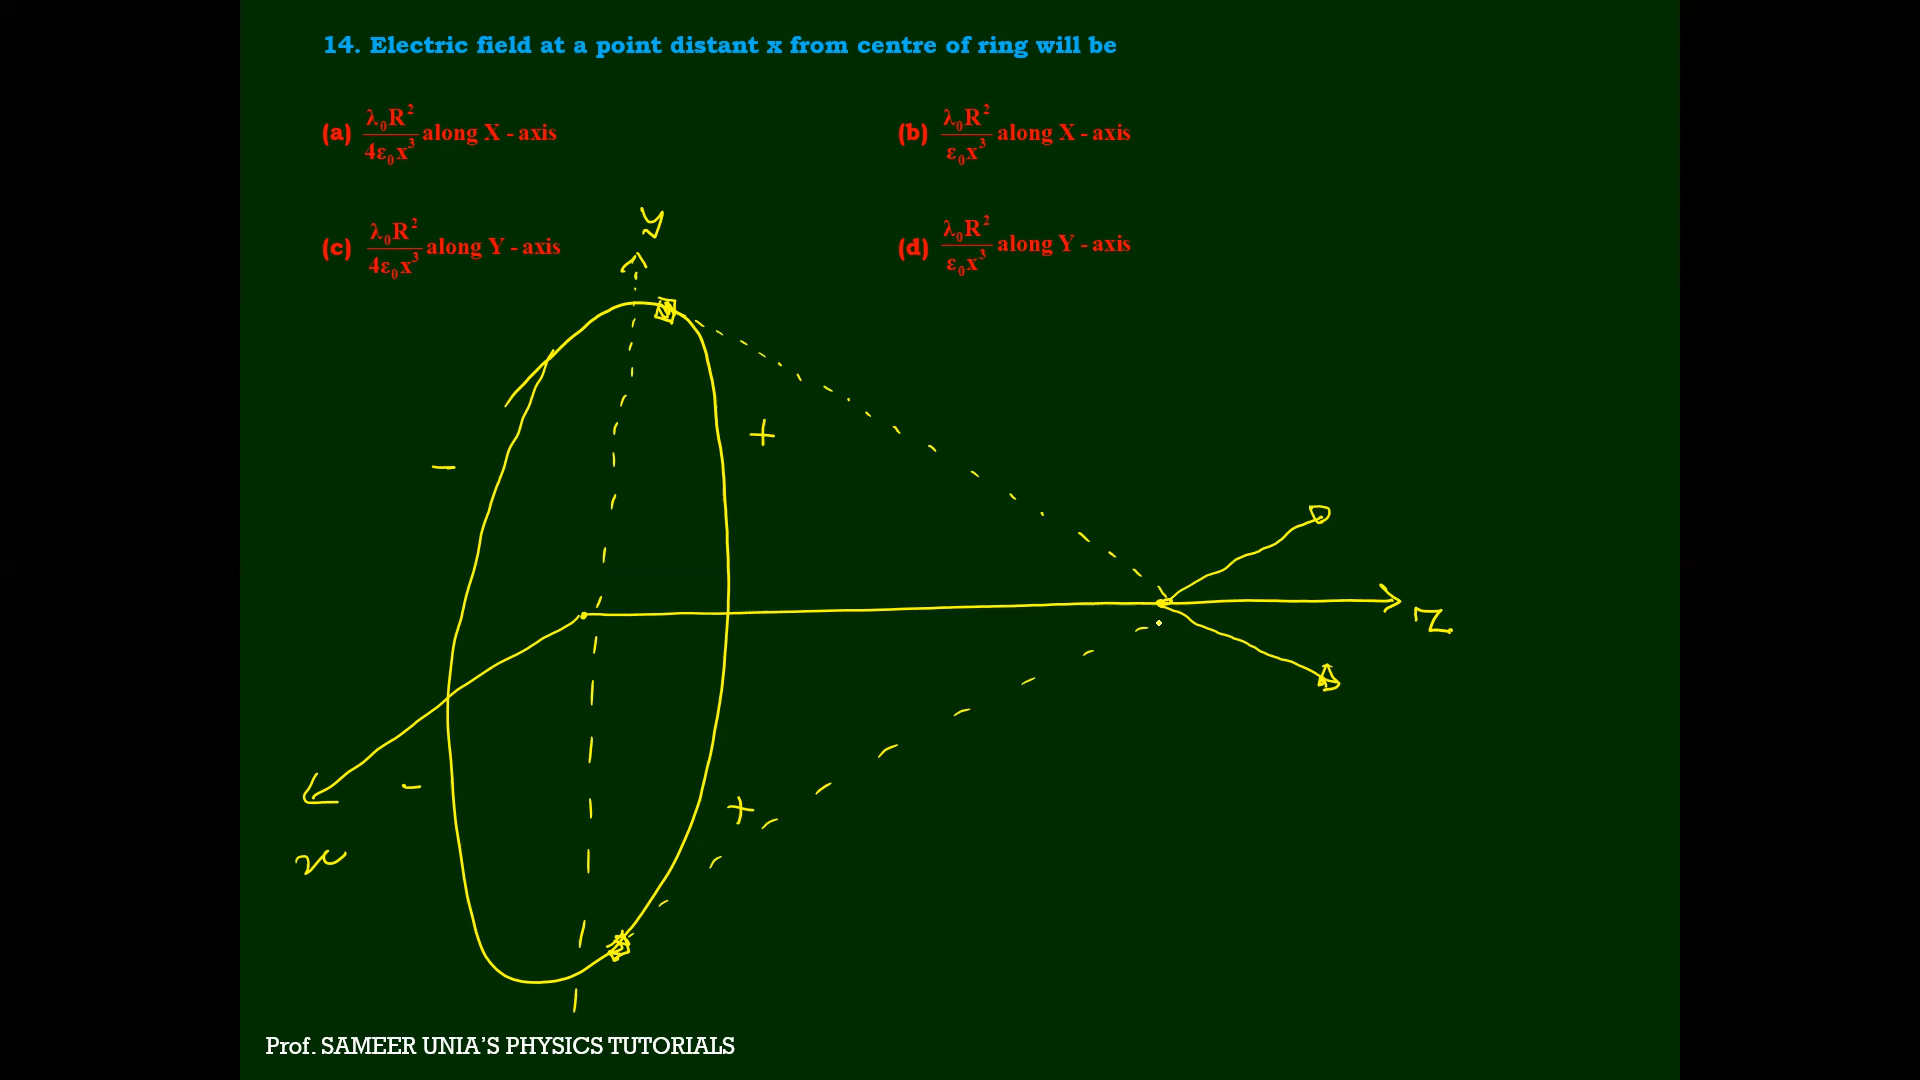 14. Electric field at a point distant x from centre of ring will be
(a) λ₀R²/4ε₀x³ along X - axis
(b) λ₀R²/ε₀x³ along X - axis
(c) λ₀R²/4ε₀x³ along Y - axis
(d) λ₀R²/ε₀x³ along Y - axis
y
+
-
z
-
+
x
Prof. SAMEER UNIA'S PHYSICS TUTORIALS